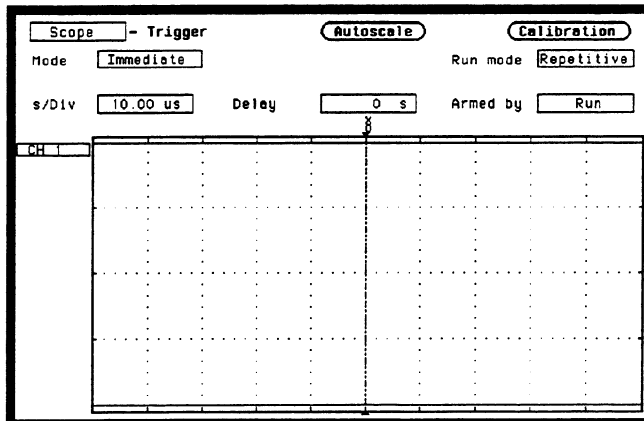 Scope - Trigger Autoscale Calibration
Mode Immediate Run mode Repetitive
s/Div 10.00 us Delay 0 s Armed by Run
CH 1